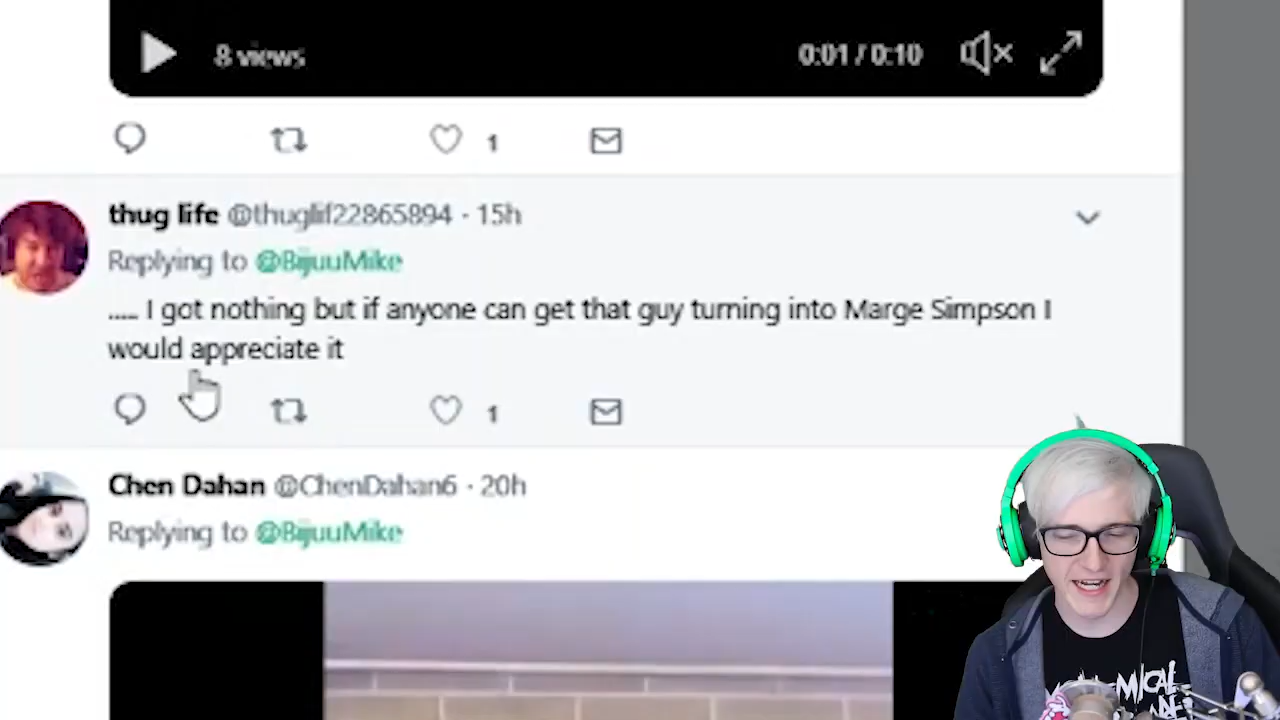 8 views 0:01 / 0:10
1
thug life @thuglif22865894 · 15h
Replying to @BijuuMike
..... I got nothing but if anyone can get that guy turning into Marge Simpson I
would appreciate it
1
Chen Dahan @ChenDahan6 · 20h
Replying to @BijuuMike